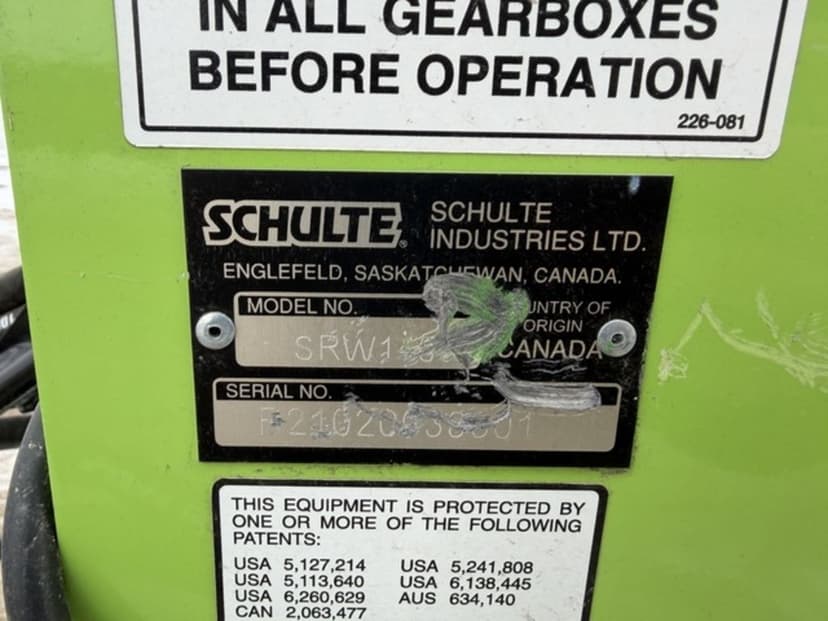 IN ALL GEARBOXES
BEFORE OPERATION
226-081
SCHULTE®
SCHULTE
INDUSTRIES LTD.
ENGLEFELD, SASKATCHEWAN, CANADA.
MODEL NO.
OF
ORIGIN
CANADA
SERIAL NO.
THIS EQUIPMENT IS PROTECTED BY
ONE OR MORE OF THE FOLLOWING
PATENTS:
USA 5,127,214 USA 5,241,808
USA 5,113,640 USA 6,138,445
USA 6,260,629 AUS 634,140
CAN 2,063,477